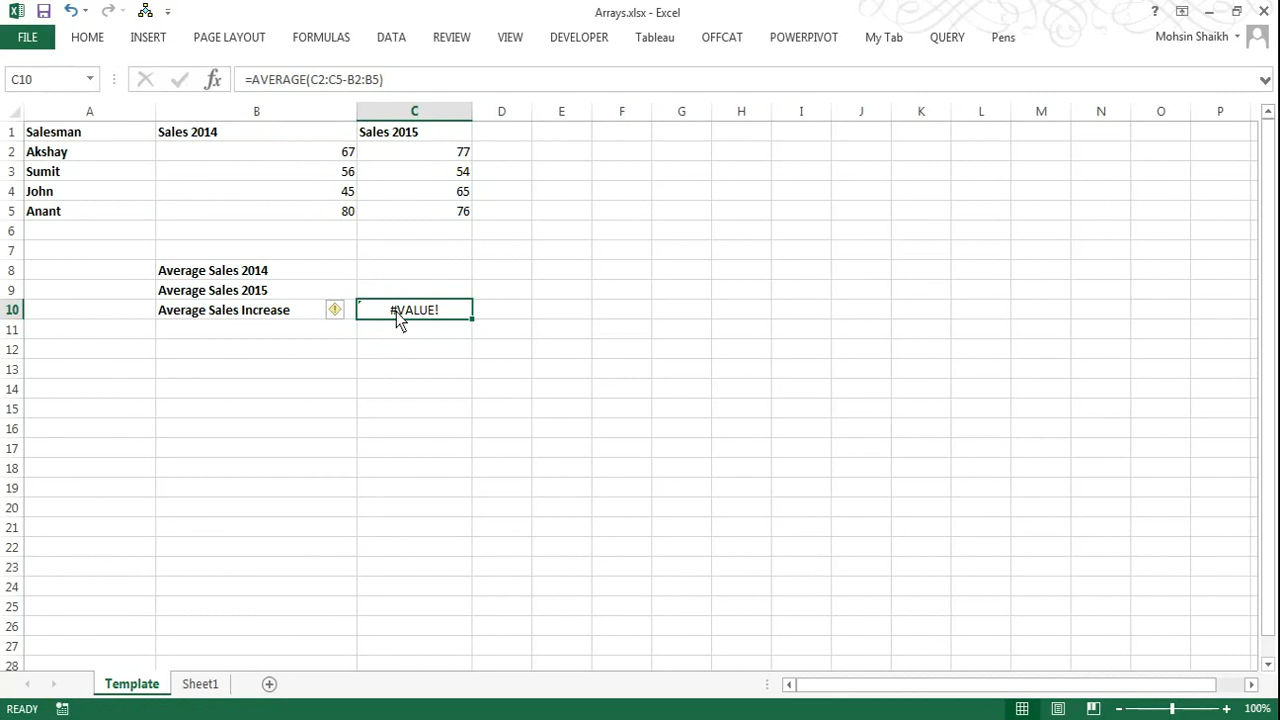 Arrays.xlsx - Excel
?
FILE HOME INSERT PAGE LAYOUT FORMULAS DATA REVIEW VIEW DEVELOPER Tableau OFFCAT POWERPIVOT My Tab QUERY Pens Mohsin Shaikh
C10 fx =AVERAGE(C2:C5-B2:B5)
A B C D E F G H I J K L M N O P
1 Salesman Sales 2014 Sales 2015
2 Akshay 67 77
3 Sumit 56 54
4 John 45 65
5 Anant 80 76
6
7
8 Average Sales 2014
9 Average Sales 2015
10 Average Sales Increase #VALUE!
11
12
13
14
15
16
17
18
19
20
21
22
23
24
25
26
27
28
Template Sheet1
READY 100%